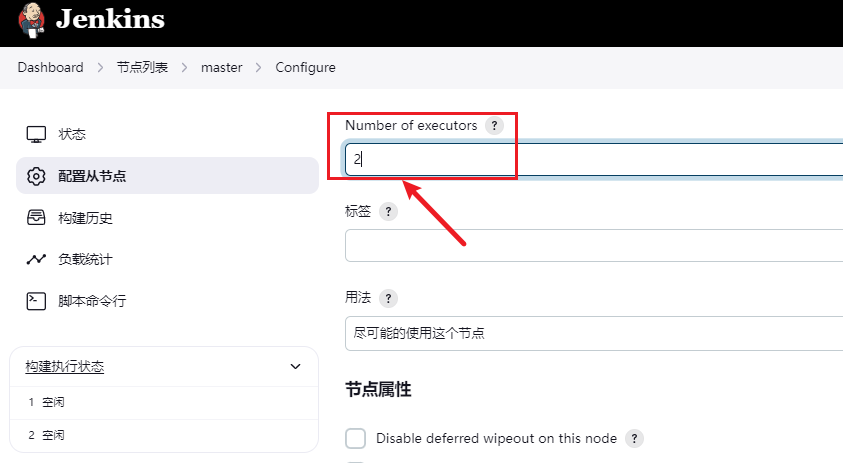 Jenkins
Dashboard > 节点列表 > master > Configure
状态
配置从节点
构建历史
负载统计
脚本命令行
构建执行状态
1 空闲
2 空闲
Number of executors ?
2
标签 ?
用法 ?
尽可能的使用这个节点
节点属性
Disable deferred wipeout on this node ?